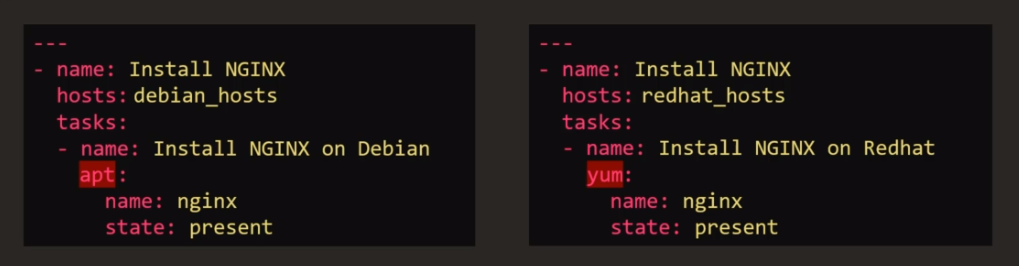 ---
- name: Install NGINX
  hosts: debian_hosts
  tasks:
  - name: Install NGINX on Debian
    apt:
      name: nginx
      state: present
---
- name: Install NGINX
  hosts: redhat_hosts
  tasks:
  - name: Install NGINX on Redhat
    yum:
      name: nginx
      state: present